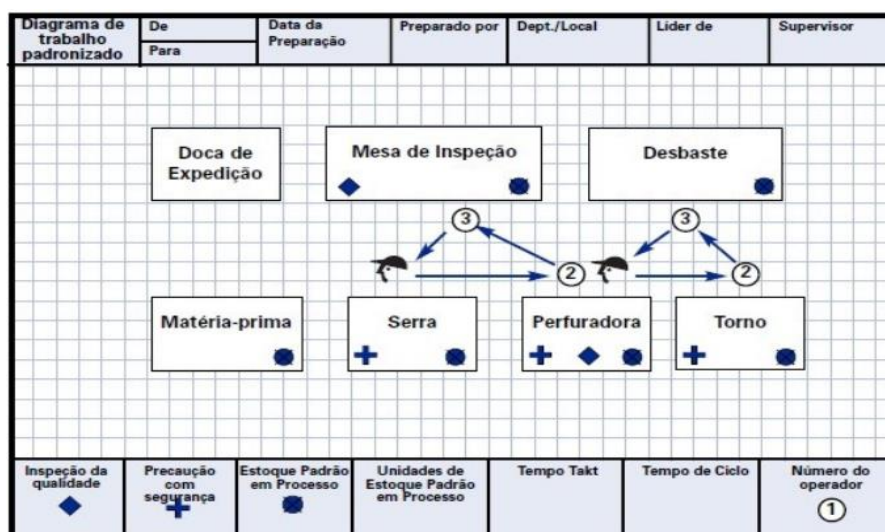 Diagrama de
trabalho
padronizado
De
Para
Data da
Preparação
Preparado por
Dept./Local
Líder de
Supervisor
Doca de
Expedição
Mesa de Inspeção
Desbaste
3
3
2
2
Matéria-prima
Serra
Perfuradora
Torno
Inspeção da
qualidade
Precaução
com
segurança
Estoque Padrão
em Processo
Unidades de
Estoque Padrão
em Processo
Tempo Takt
Tempo de Ciclo
Número do
operador
1